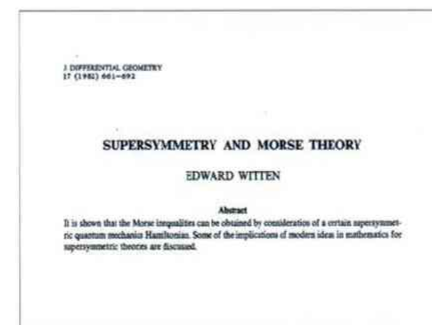 J. DIFFERENTIAL GEOMETRY
17 (1982) 661-692
SUPERSYMMETRY AND MORSE THEORY
EDWARD WITTEN
Abstract
It is shown that the Morse inequalities can be obtained by consideration of a certain supersymmet-
ric quantum mechanics Hamiltonian. Some of the implications of modern ideas in mathematics for
supersymmetric theories are discussed.